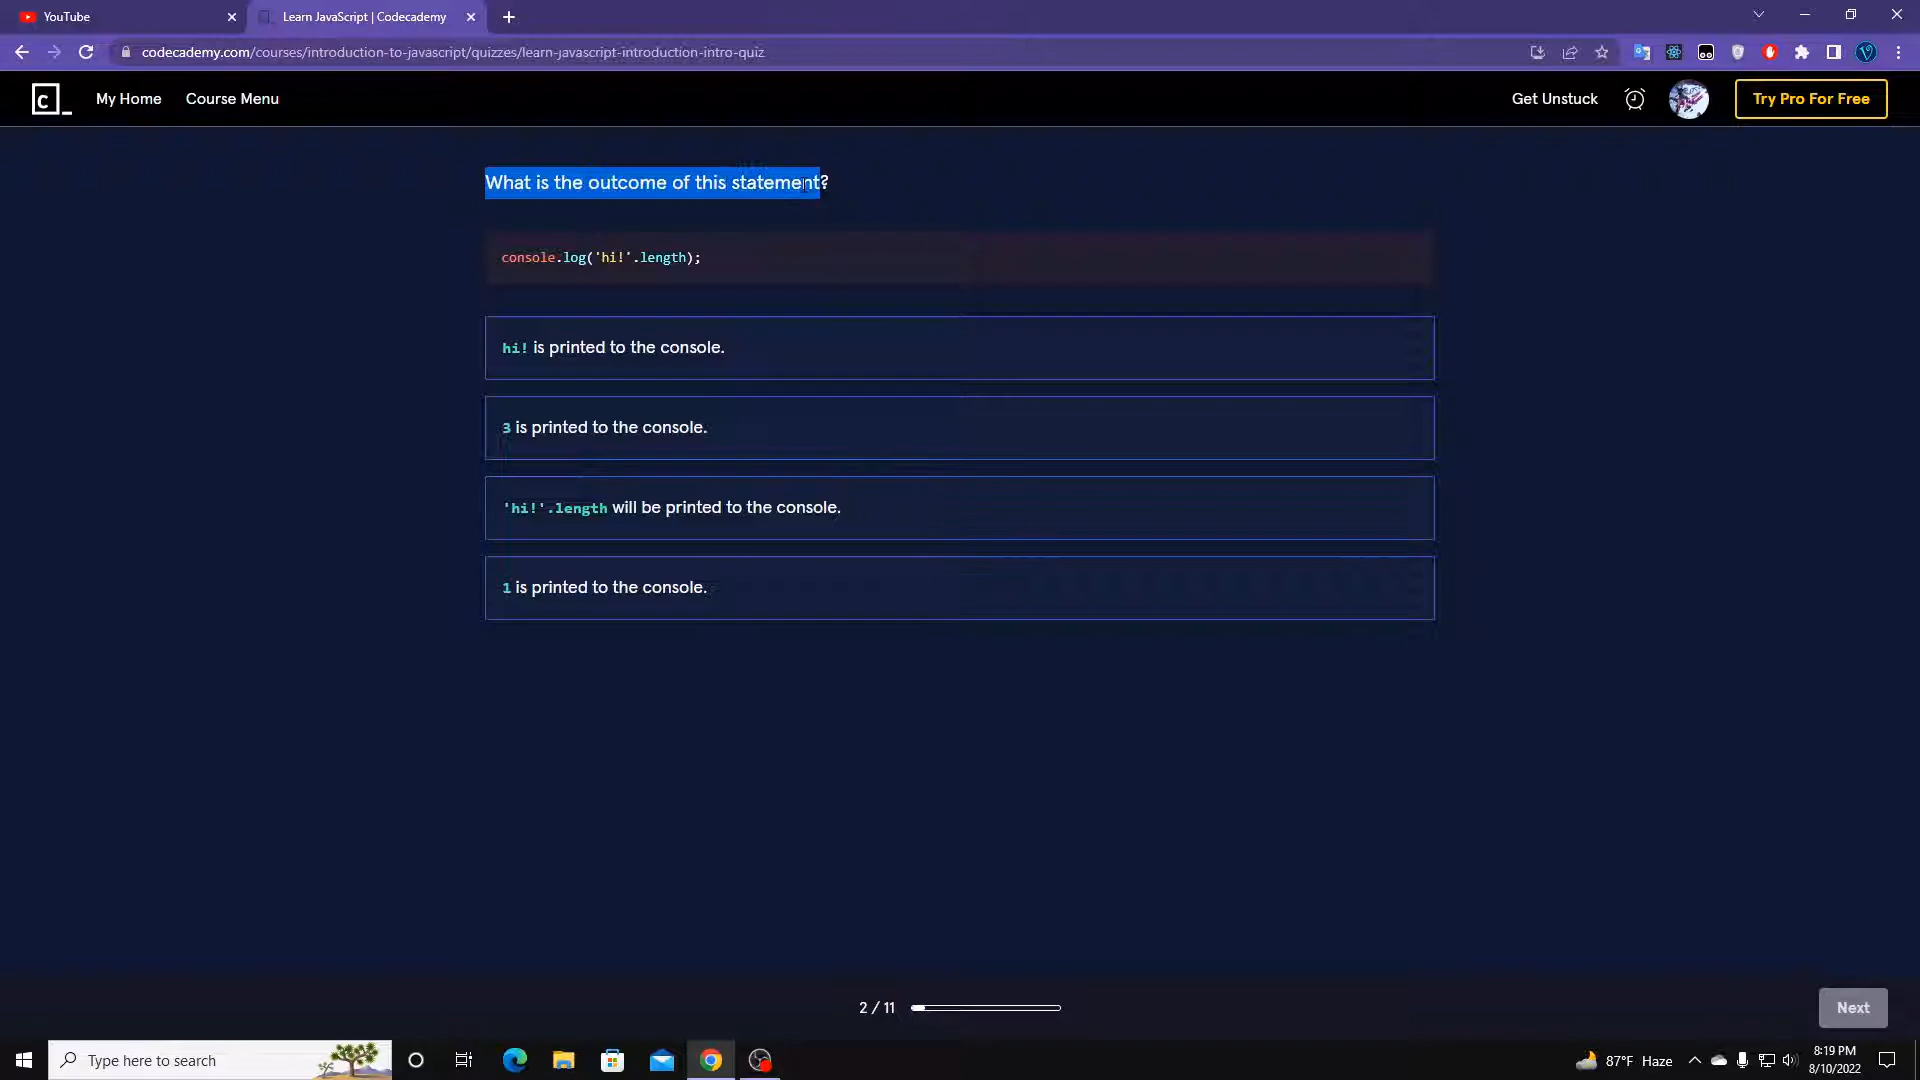 YouTube
Learn JavaScript | Codecademy
codecademy.com/courses/introduction-to-javascript/quizzes/learn-javascript-introduction-intro-quiz
c_
My Home
Course Menu
Get Unstuck
Try Pro For Free
What is the outcome of this statement?
console.log('hi!'.length);
hi! is printed to the console.
3 is printed to the console.
'hi!'.length will be printed to the console.
1 is printed to the console.
2 / 11
Next
Type here to search
87°F Haze
8:19 PM
8/10/2022